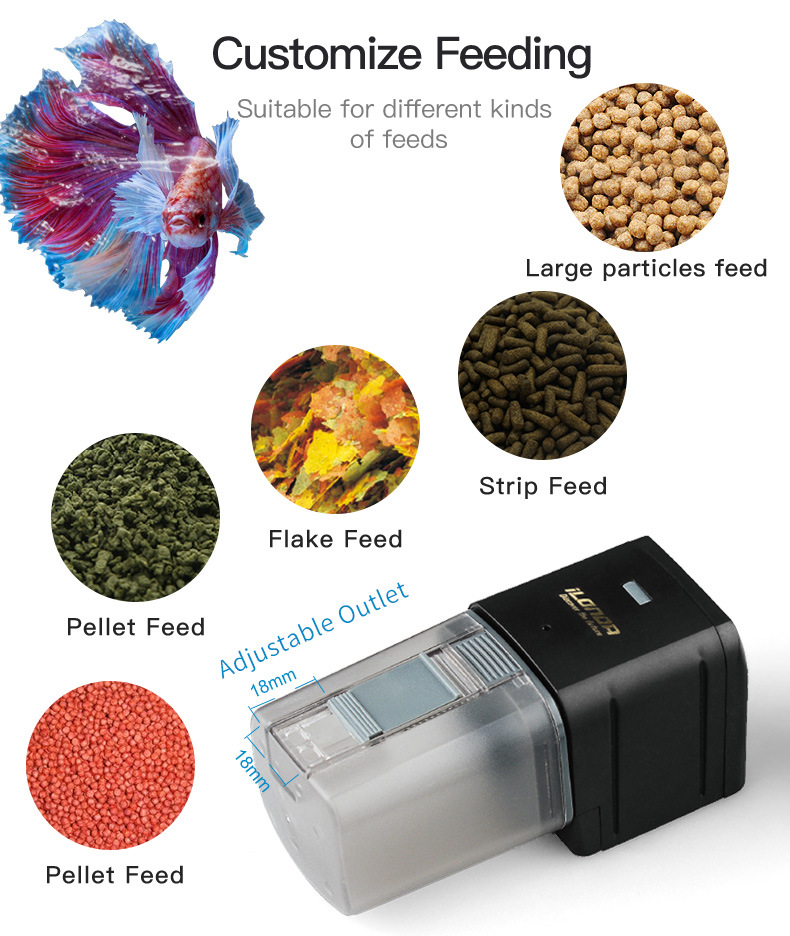 Customize Feeding
Suitable for different kinds
of feeds
Large particles feed
Strip Feed
Flake Feed
Pellet Feed
Adjustable Outlet
18mm
18mm
iLONDA
Pellet Feed